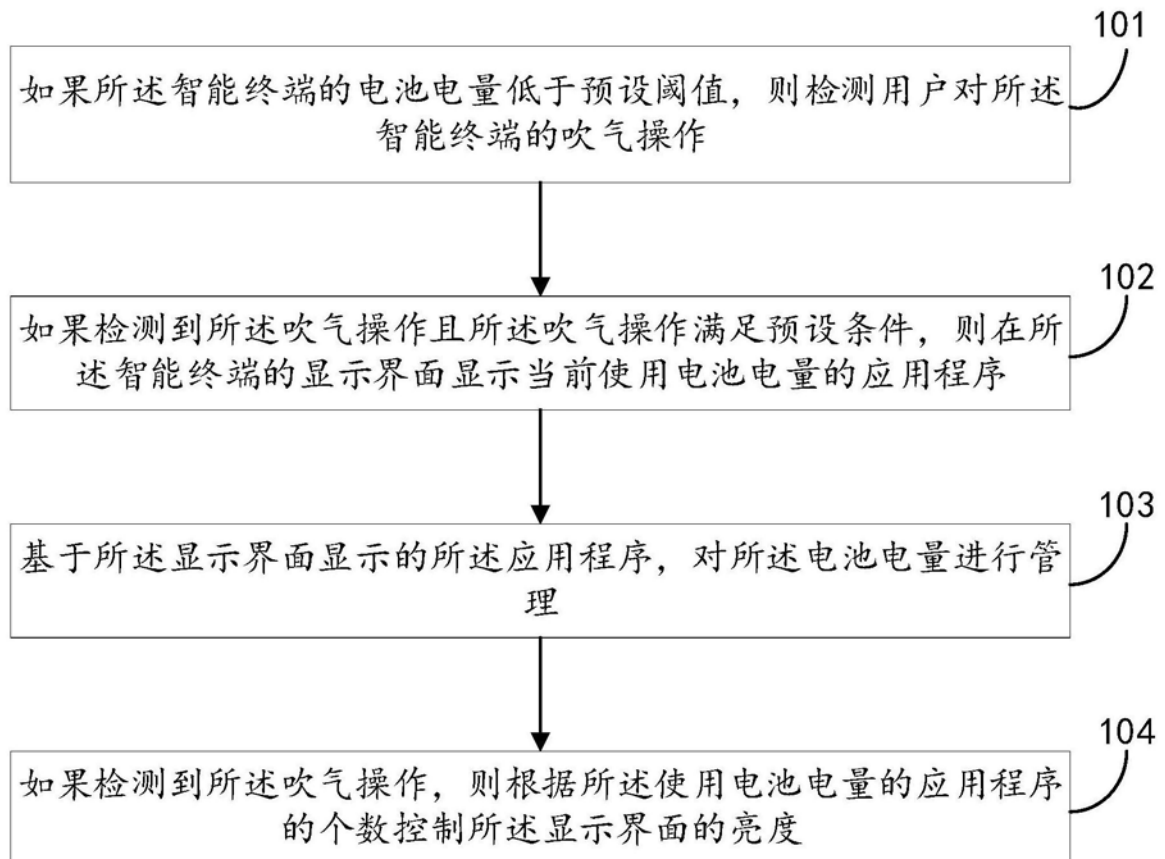 101
如果所述智能终端的电池电量低于预设阈值，则检测用户对所述
智能终端的吹气操作
102
如果检测到所述吹气操作且所述吹气操作满足预设条件，则在所
述智能终端的显示界面显示当前使用电池电量的应用程序
103
基于所述显示界面显示的所述应用程序，对所述电池电量进行管
理
104
如果检测到所述吹气操作，则根据所述使用电池电量的应用程序
的个数控制所述显示界面的亮度